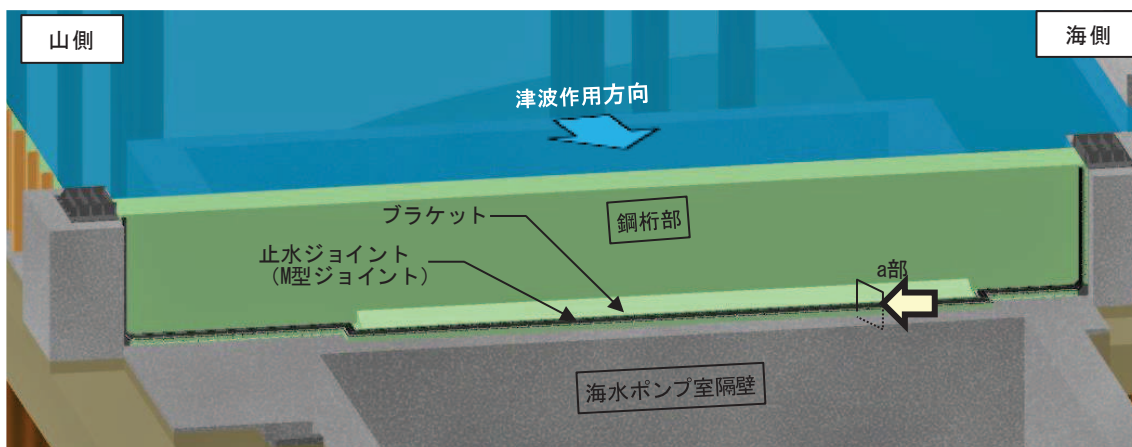 山側
海側
津波作用方向
ブラケット
鋼桁部
止水ジョイント
（M型ジョイント）
a部
海水ポンプ室隔壁